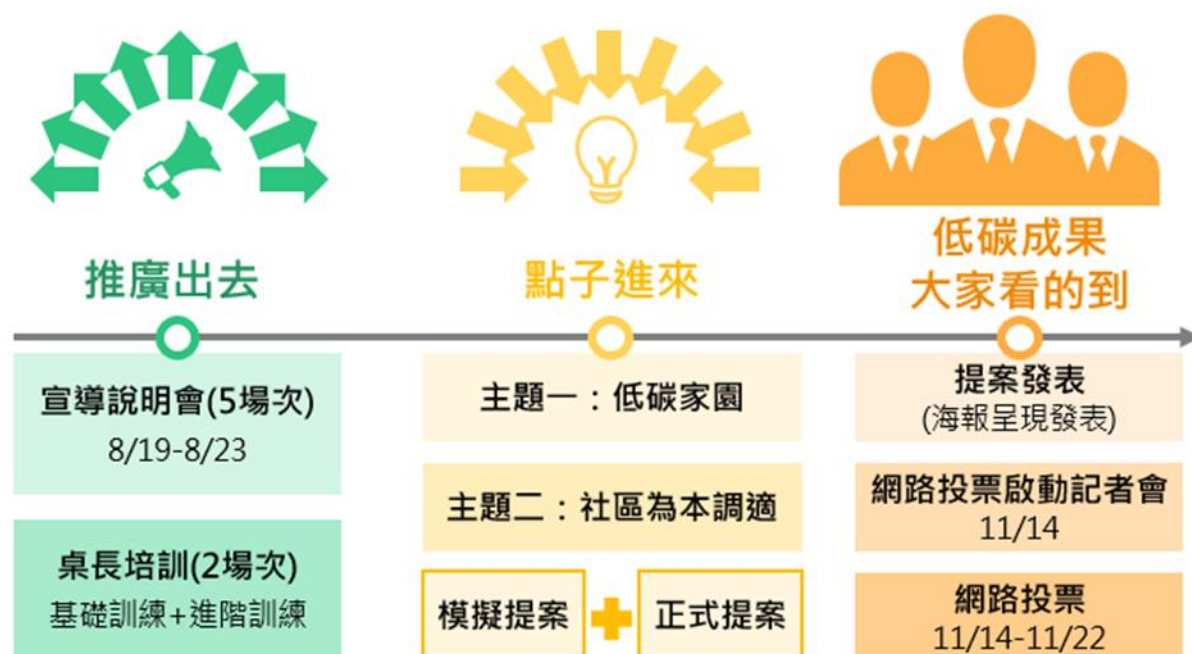 推廣出去
宣導說明會(5場次)
8/19-8/23
桌長培訓(2場次)
基礎訓練+進階訓練
點子進來
主題一：低碳家園
主題二：社區為本調適
模擬提案
正式提案
低碳成果
大家看的到
提案發表
(海報呈現發表)
網路投票啟動記者會
11/14
網路投票
11/14-11/22